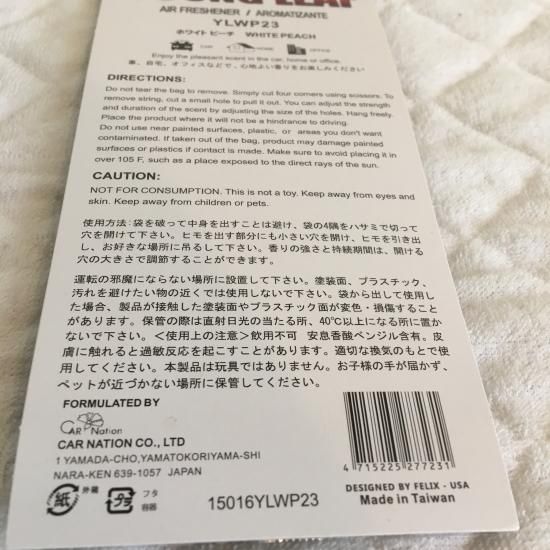 AIR FRESHENER / AROMATIZANTE
YLWP23
ホワイト ピーチ WHITE PEACH
CAR HOME OFFICE
Enjoy the pleasant scent in the car, home or office.
車、自宅、オフィスなどで、心地よい香りをお楽しみください
DIRECTIONS:
Do not tear the bag to remove. Simply cut four corners using scissors. To
remove string, cut a small hole to pull it out. You can adjust the strength
and duration of the scent by adjusting the size of the holes. Hang freely.
Place the product where it will not be a hindrance to driving.
Do not use near painted surfaces, plastic, or areas you don't want
contaminated. If taken out of the bag, product may damage painted
surfaces or plastics if contact is made. Make sure to avoid placing it in
over 105 F, such as a place exposed to the direct rays of the sun.
CAUTION:
NOT FOR CONSUMPTION. This is not a toy. Keep away from eyes and
skin. Keep away from children or pets.
使用方法:袋を破って中身を出すことは避け、袋の4隅をハサミで切って
穴を開けて下さい。ヒモを出す部分にも小さい穴を開け、ヒモを引き出
し、お好きな場所に吊るして下さい。香りの強さと持続期間は、開ける
穴の大きさで調節することができます。
運転の邪魔にならない場所に設置して下さい。塗装面、プラスチック、
汚れを避けたい物の近くでは使用しないで下さい。袋から出して使用し
た場合、製品が接触した塗装面やプラスチック面が変色・損傷すること
があります。保管の際は直射日光の当たる所、40℃以上になる所に置か
ないで下さい。＜使用上の注意＞飲用不可 安息香酸ベンジル含有。皮
膚に触れると過敏反応を起こすことがあります。適切な換気のもとで使
用してください。本製品は玩具ではありません。お子様の手が届かず、
ペットが近づかない場所に保管してください。
FORMULATED BY
CAR Nation
CAR NATION CO., LTD
1 YAMADA-CHO,YAMATOKORIYAMA-SHI
NARA-KEN 639-1057 JAPAN
紙 外装 プラ フタ 容器
15016YLWP23
4 715225 277231
DESIGNED BY FELIX - USA
Made in Taiwan